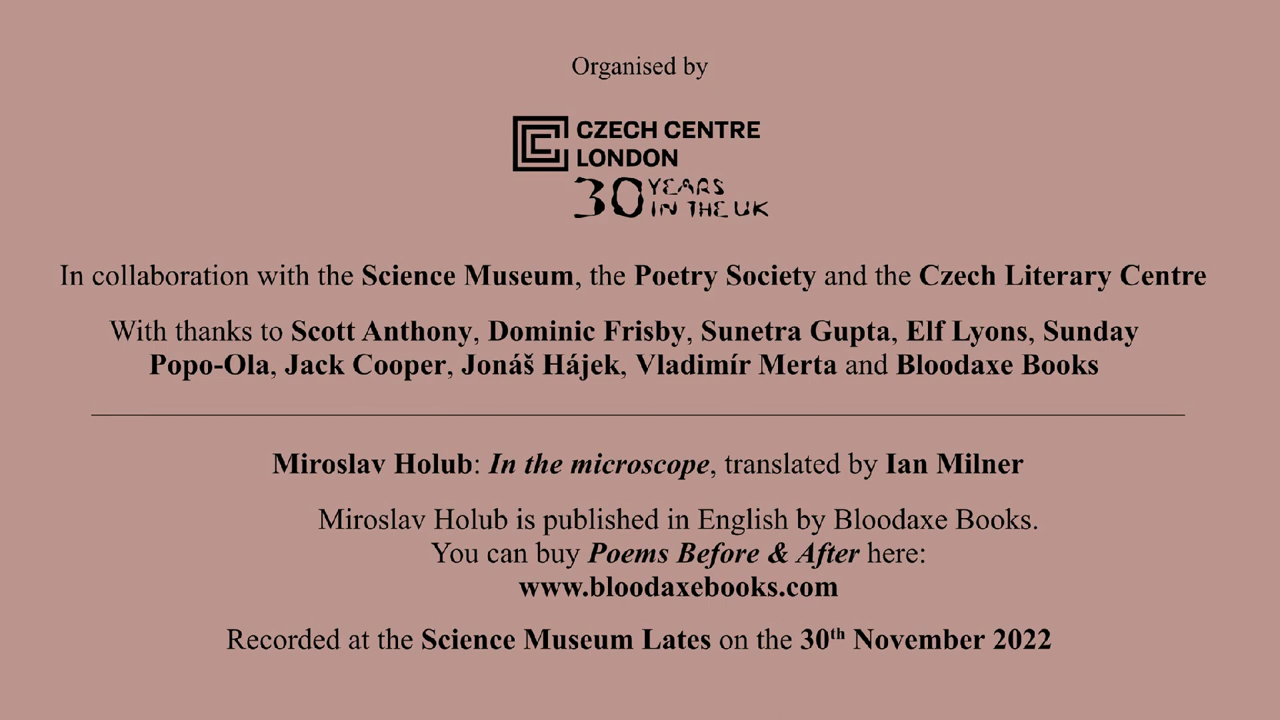 Organised by
CZECH CENTRE
LONDON
30 YEARS
IN THE UK
In collaboration with the Science Museum, the Poetry Society and the Czech Literary Centre
With thanks to Scott Anthony, Dominic Frisby, Sunetra Gupta, Elf Lyons, Sunday
Popo-Ola, Jack Cooper, Jonáš Hájek, Vladimír Merta and Bloodaxe Books
Miroslav Holub: In the microscope, translated by Ian Milner
Miroslav Holub is published in English by Bloodaxe Books.
You can buy Poems Before & After here:
www.bloodaxebooks.com
Recorded at the Science Museum Lates on the 30th November 2022